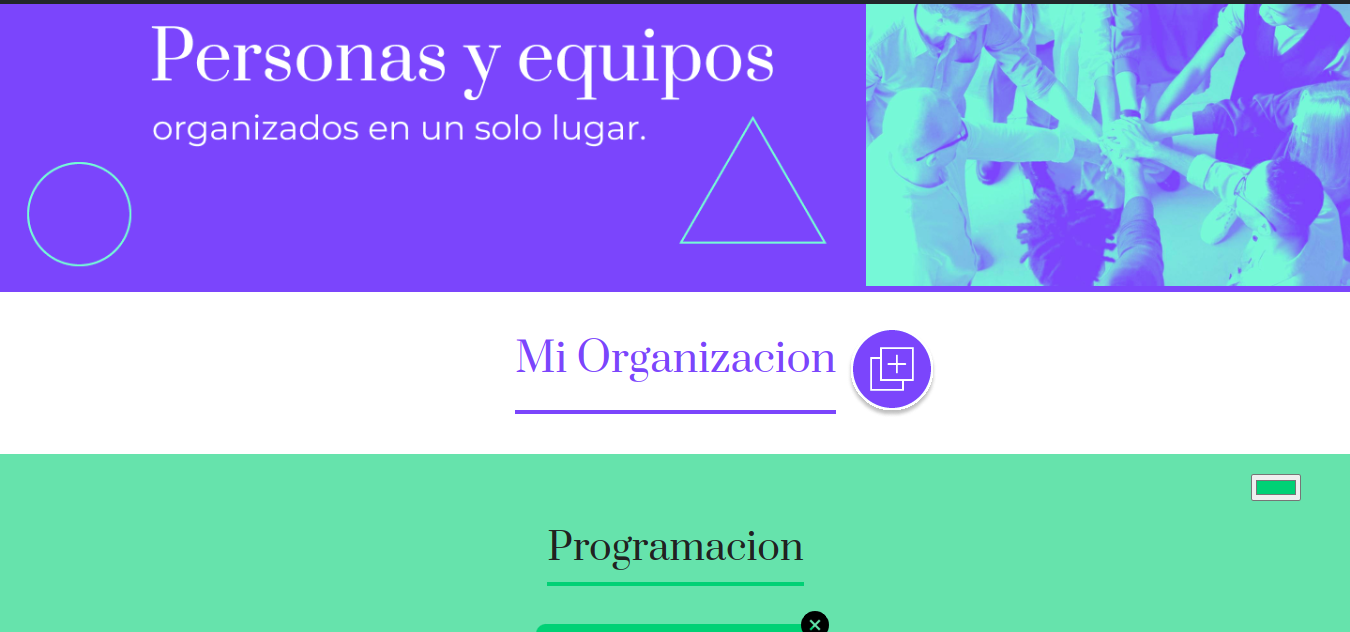 Personas y equipos
organizados en un solo lugar.
Mi Organizacion
Programacion